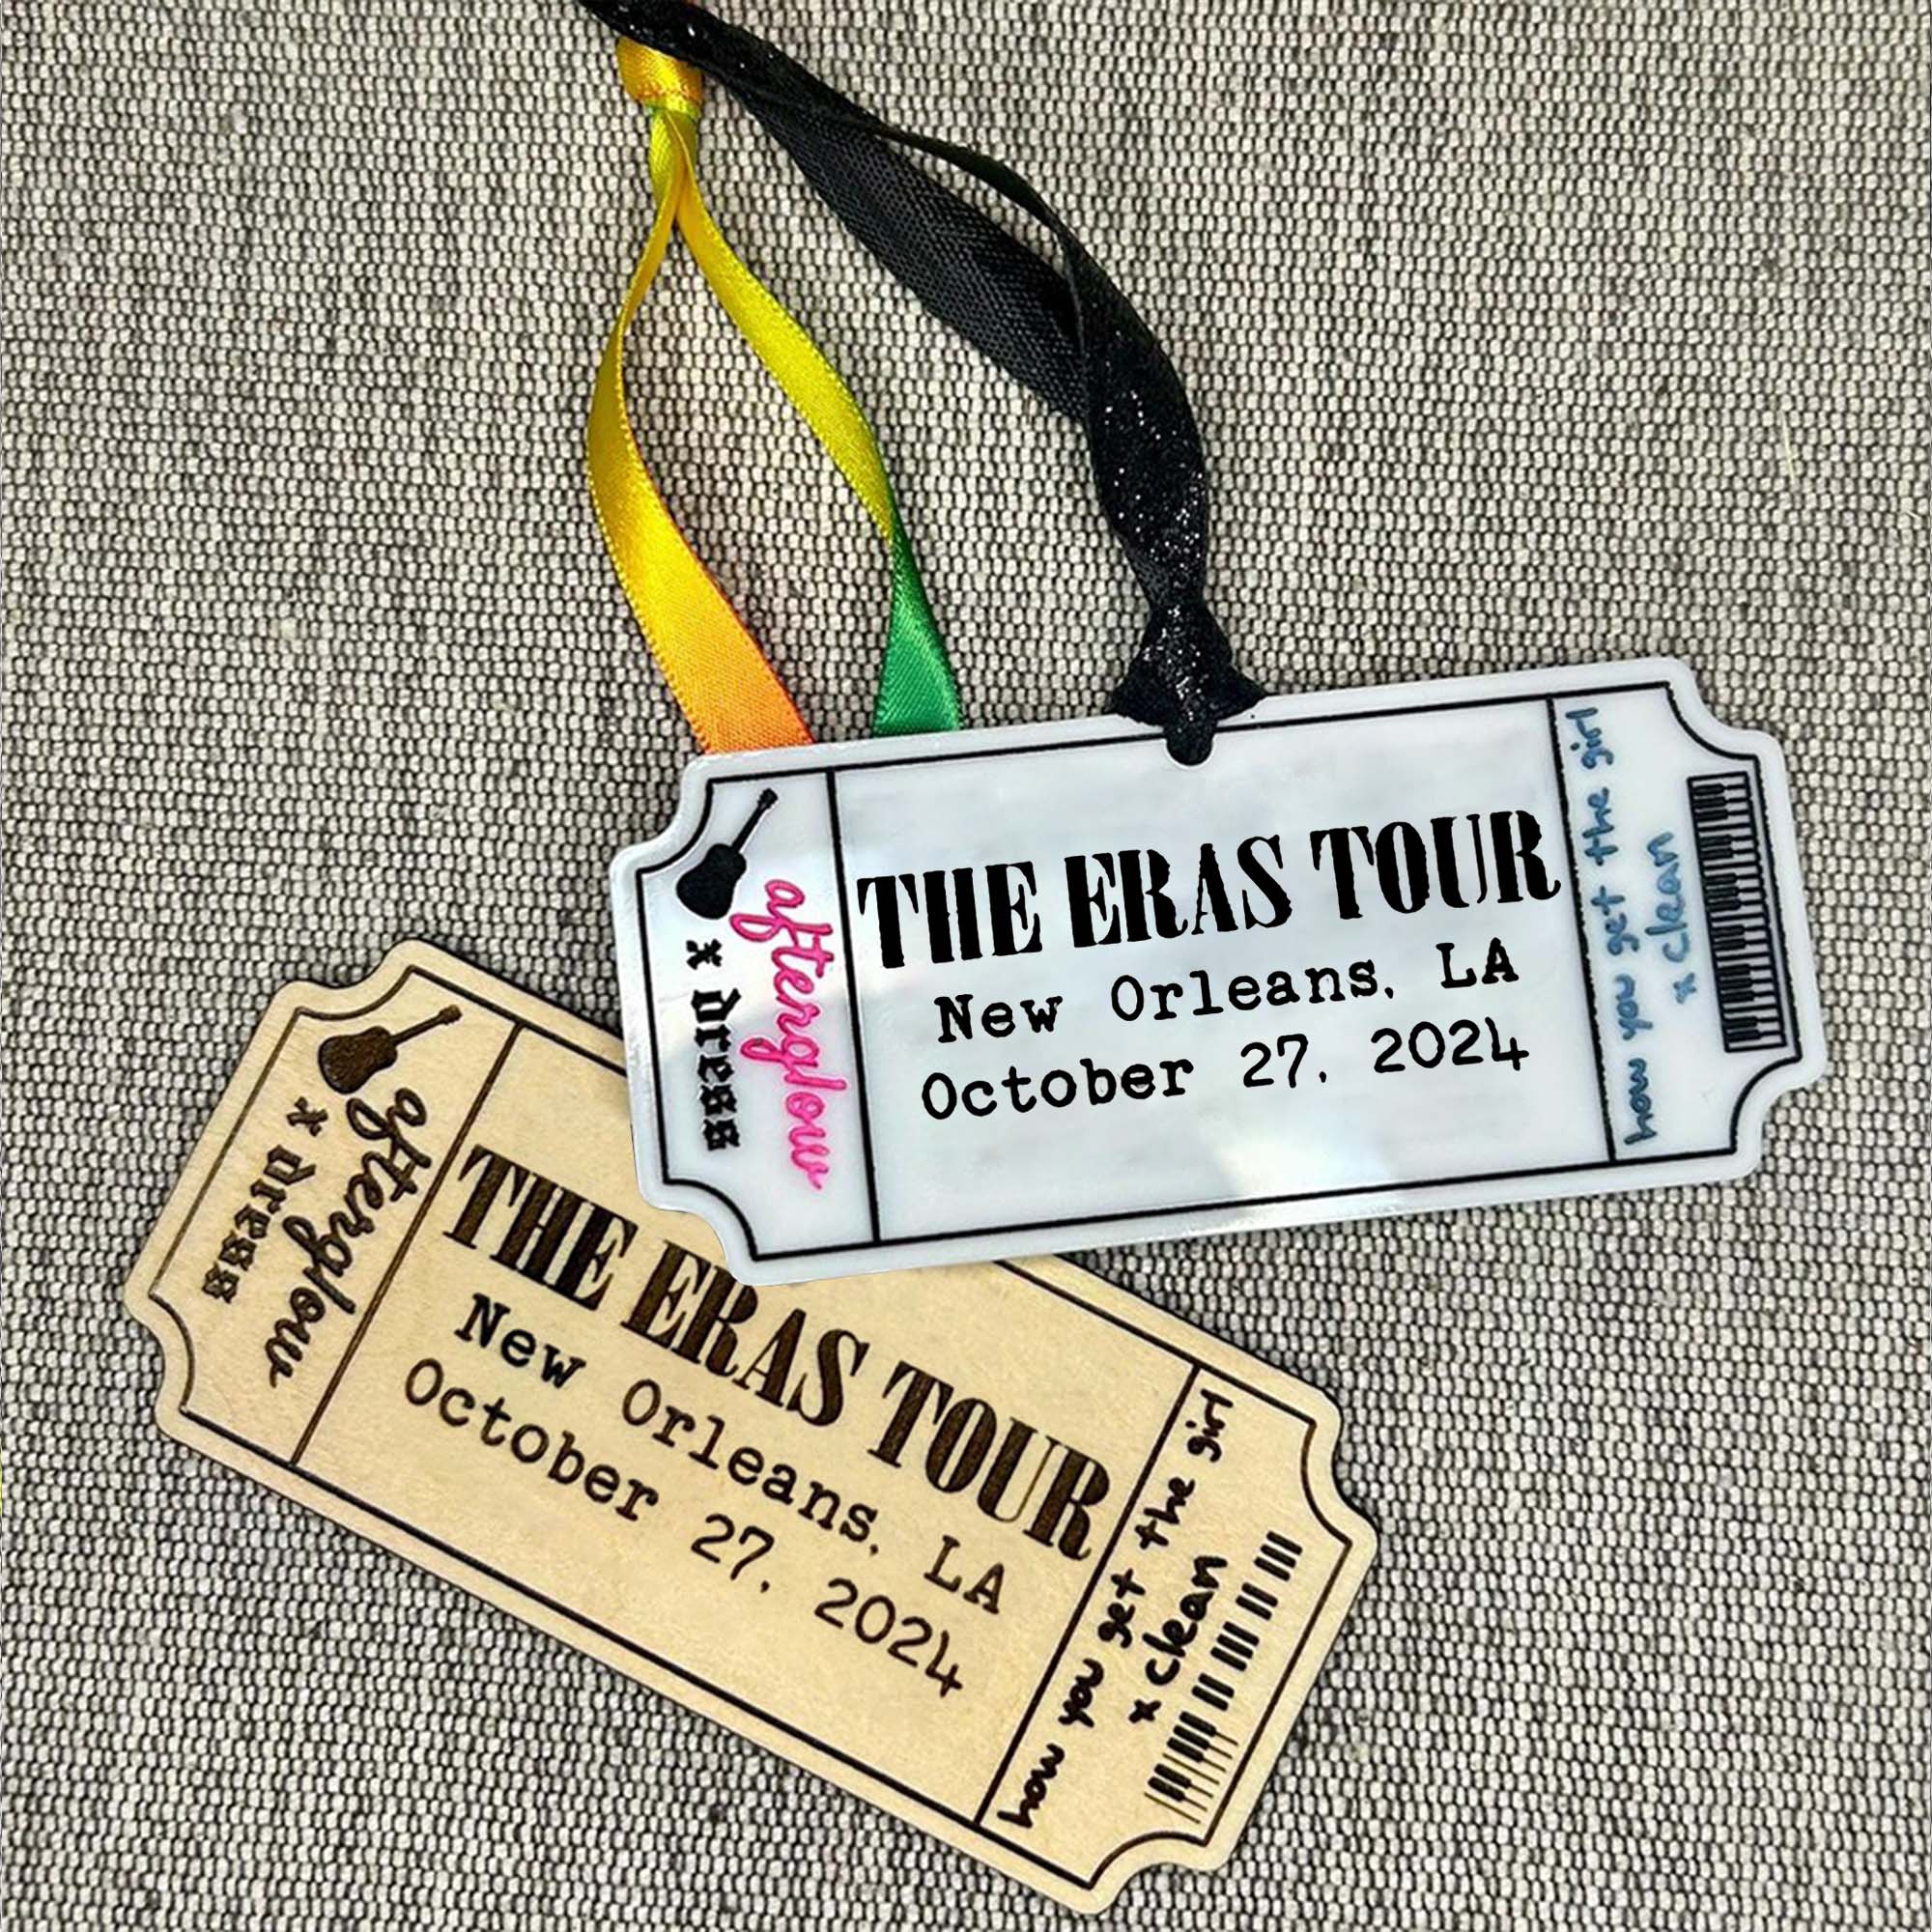 afterglow
x Dress
THE ERAS TOUR
New Orleans, LA
October 27, 2024
how you get the girl
x clean
afterglow
x Dress
THE ERAS TOUR
New Orleans, LA
October 27, 2024
how you get the girl
x clean